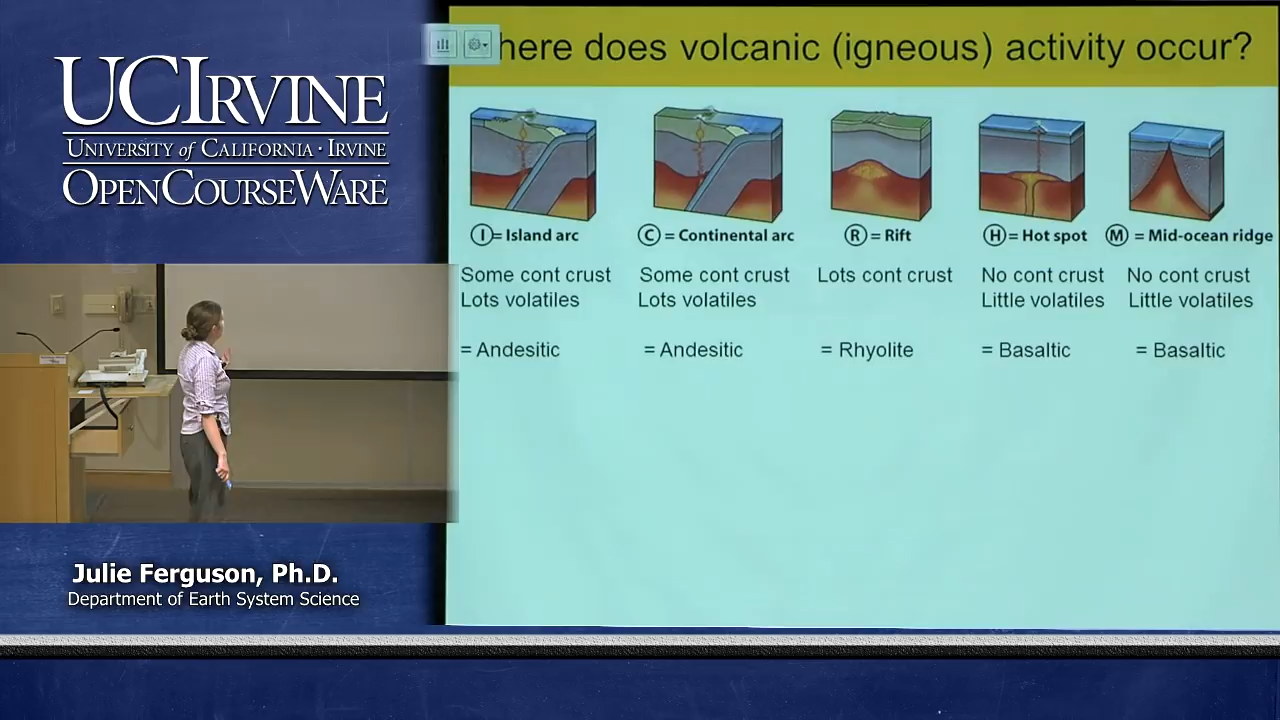 UCIRVINE
UNIVERSITY of CALIFORNIA · IRVINE
OPENCOURSEWARE
here does volcanic (igneous) activity occur?
I = Island arc
C = Continental arc
R = Rift
H = Hot spot
M = Mid-ocean ridge
Some cont crust
Lots volatiles
= Andesitic
Some cont crust
Lots volatiles
= Andesitic
Lots cont crust
= Rhyolite
No cont crust
Little volatiles
= Basaltic
No cont crust
Little volatiles
= Basaltic
Julie Ferguson, Ph.D.
Department of Earth System Science